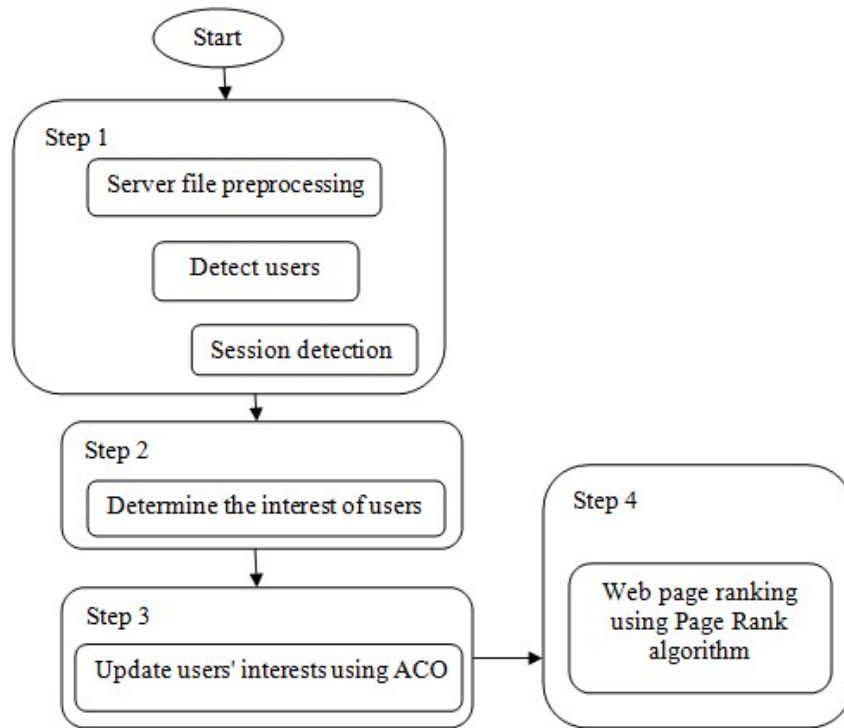 Start
Step 1
Server file preprocessing
Detect users
Session detection
Step 2
Determine the interest of users
Step 3
Update users' interests using ACO
Step 4
Web page ranking
using Page Rank
algorithm